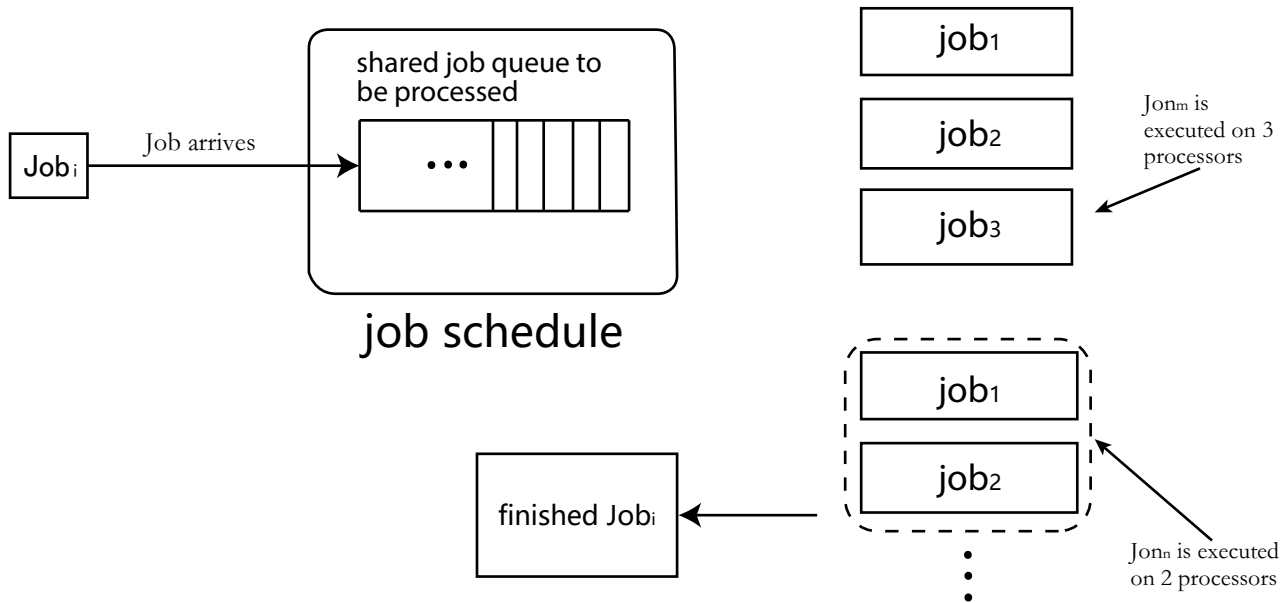 job₁
shared job queue to
be processed
Jonₘ is
executed on 3
processors
Job arrives
job₂
Jobᵢ
•••
job₃
job schedule
job₁
job₂
finished Jobᵢ
Jonₙ is executed
on 2 processors